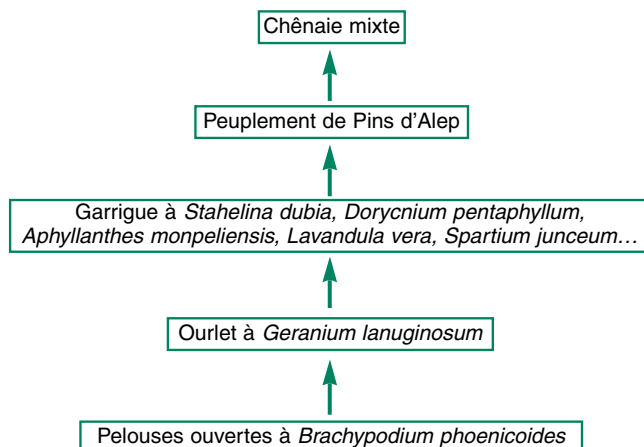 Chênaie mixte
Peuplement de Pins d'Alep
Garrigue à Stahelina dubia, Dorycnium pentaphyllum,
Aphyllanthes monpeliensis, Lavandula vera, Spartium junceum…
Ourlet à Geranium lanuginosum
Pelouses ouvertes à Brachypodium phoenicoides